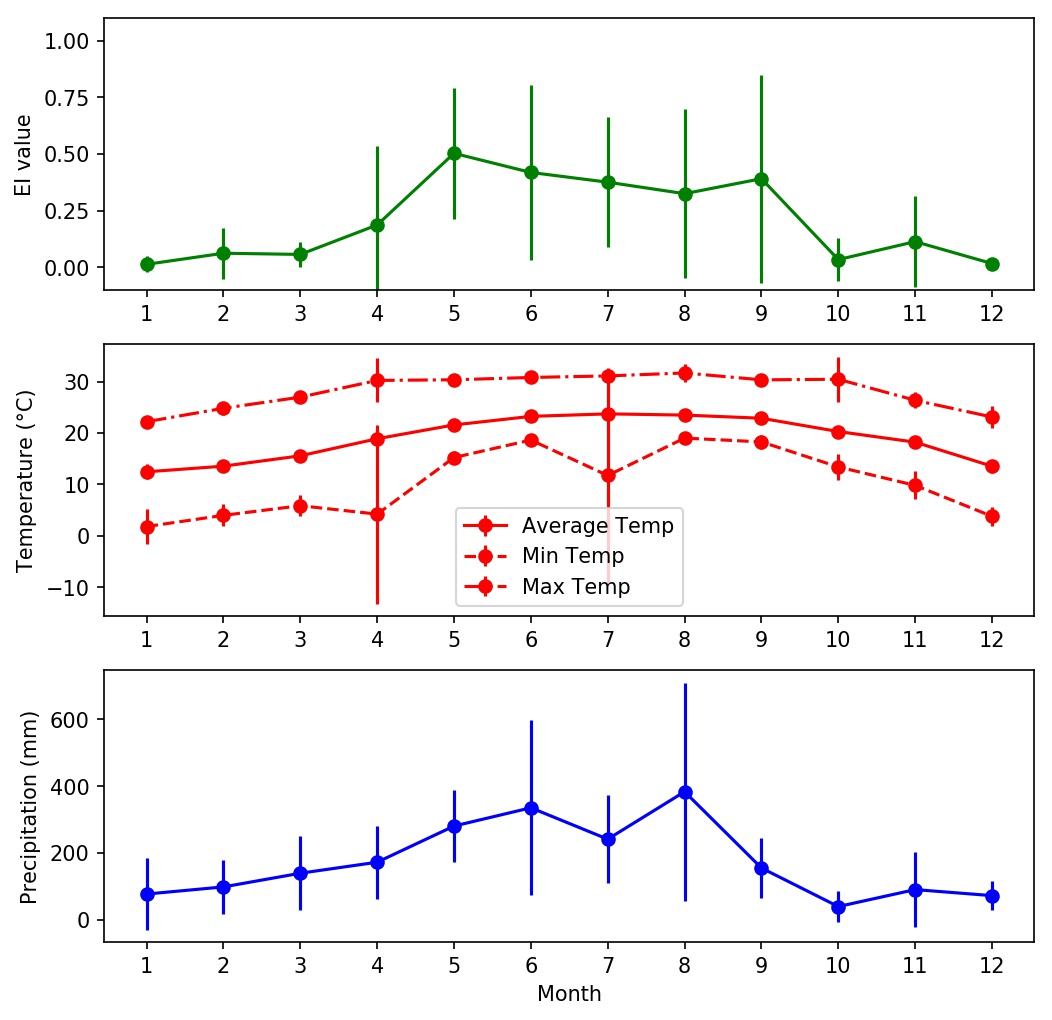 EI value
1.00
0.75
0.50
0.25
0.00
1 2 3 4 5 6 7 8 9 10 11 12
Temperature (°C)
30
20
10
0
−10
Average Temp
Min Temp
Max Temp
1 2 3 4 5 6 7 8 9 10 11 12
Precipitation (mm)
600
400
200
0
1 2 3 4 5 6 7 8 9 10 11 12
Month